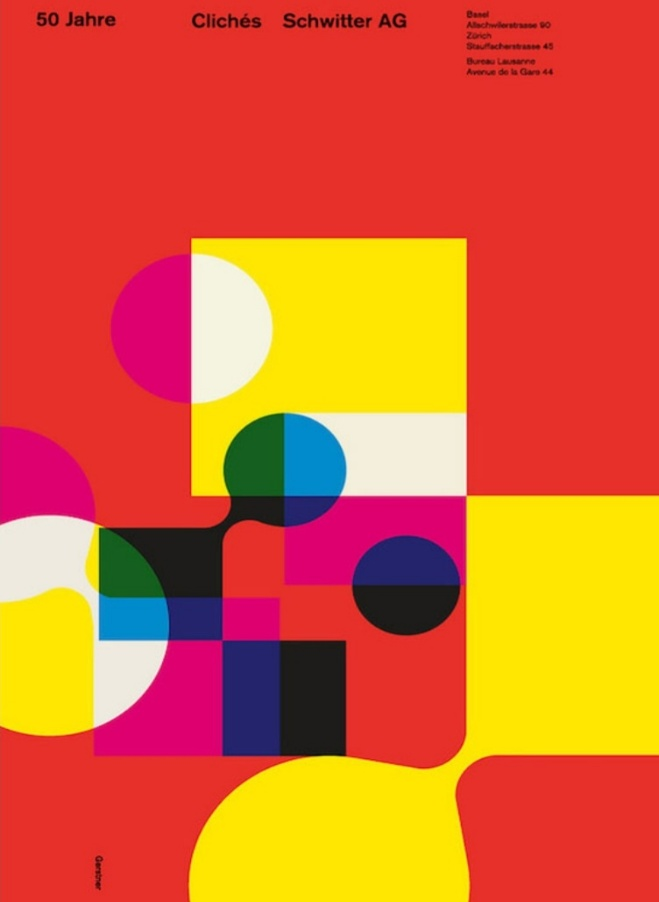 50 Jahre
Clichés Schwitter AG
Basel
Allschwilerstrasse 90
Zürich
Stauffacherstrasse 45
Bureau Lausanne
Avenue de la Gare 44
Gerstner